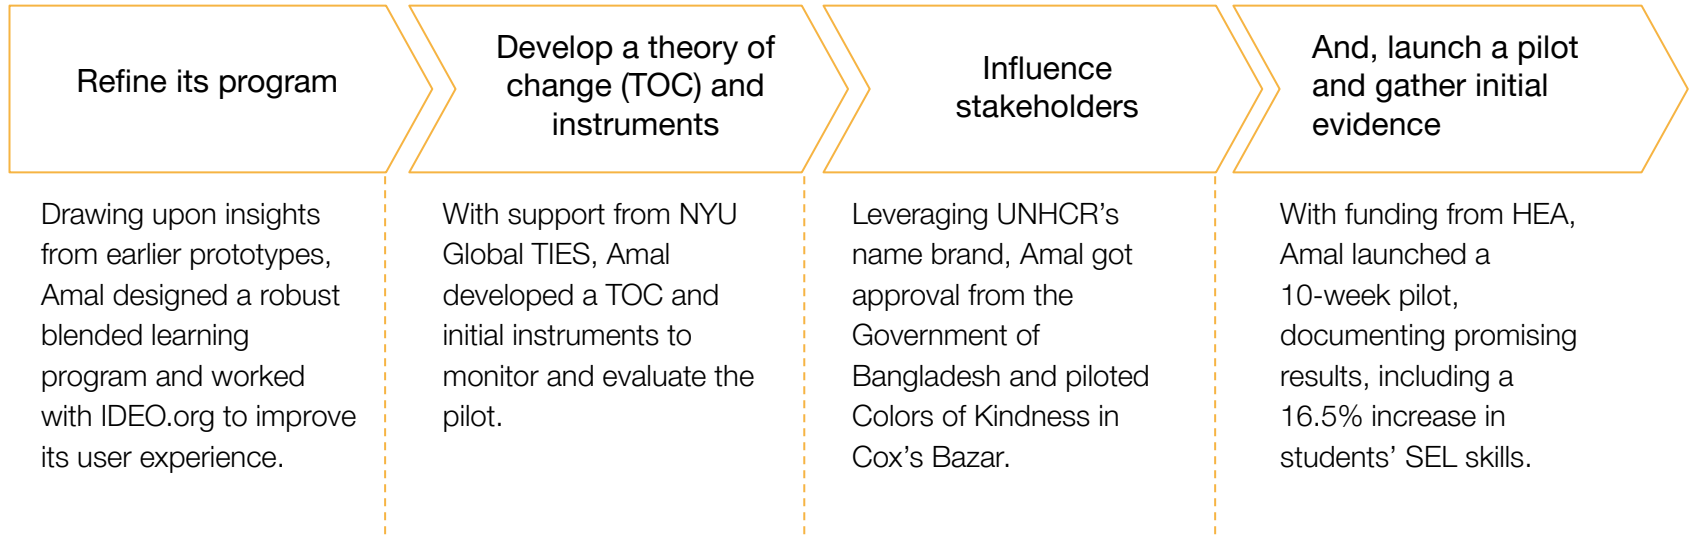 Refine its program
Develop a theory of
change (TOC) and
instruments
Influence
stakeholders
And, launch a pilot
and gather initial
evidence
Drawing upon insights
from earlier prototypes,
Amal designed a robust
blended learning
program and worked
with IDEO.org to improve
its user experience.
With support from NYU
Global TIES, Amal
developed a TOC and
initial instruments to
monitor and evaluate the
pilot.
Leveraging UNHCR’s
name brand, Amal got
approval from the
Government of
Bangladesh and piloted
Colors of Kindness in
Cox’s Bazar.
With funding from HEA,
Amal launched a
10-week pilot,
documenting promising
results, including a
16.5% increase in
students’ SEL skills.